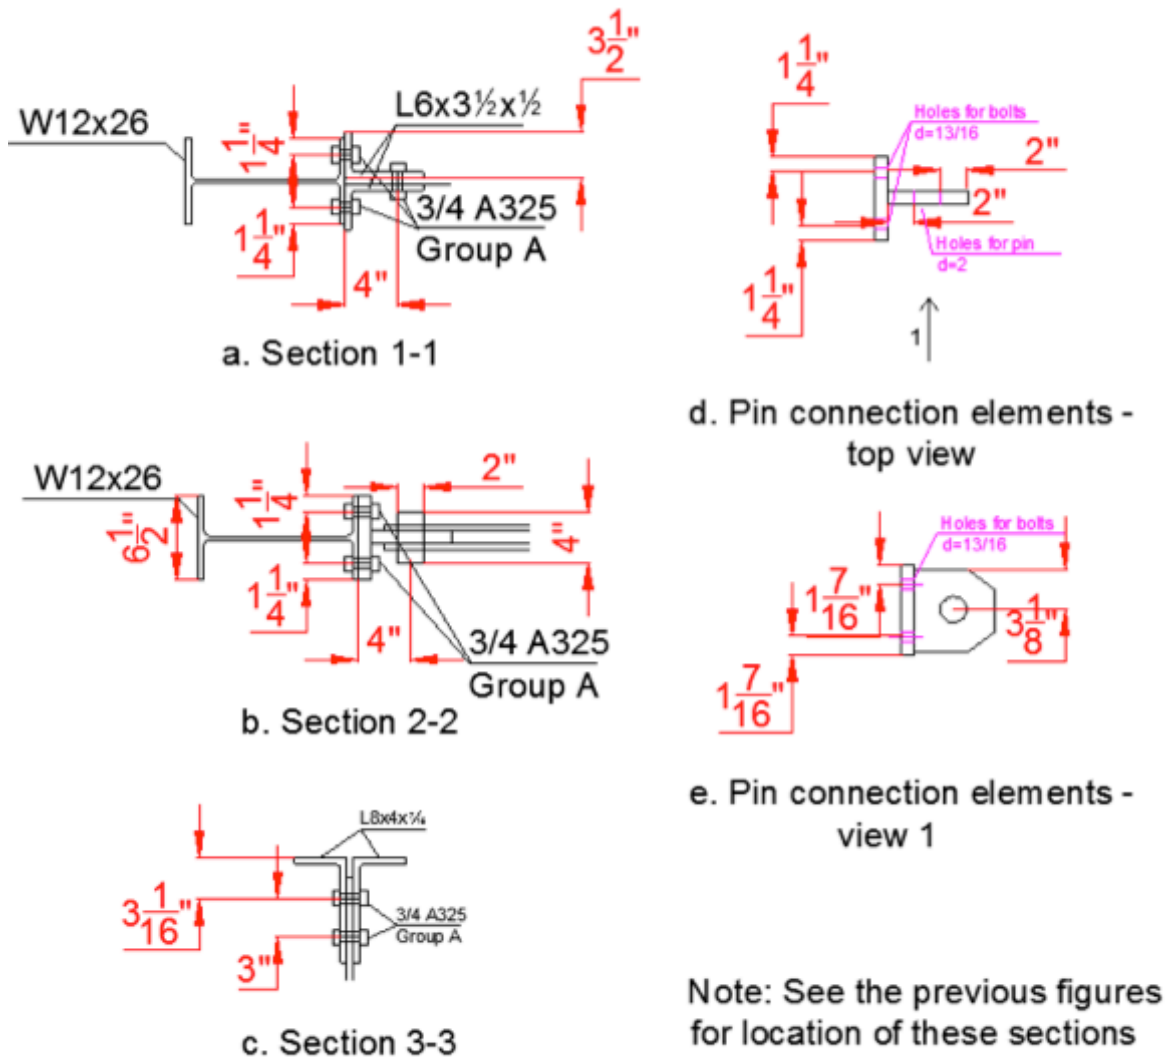 3 1/2"
1 1/4"
L6x3½x½
W12x26
1 1/4"
3/4 A325
Group A
1 1/4"
4"
a. Section 1-1
Holes for bolts
d=13/16
2"
2"
Holes for pin
d=2
1 1/4"
1
d. Pin connection elements -
top view
W12x26
1 1/4"
2"
6 1/2"
4"
1 1/4"
4"
3/4 A325
Group A
b. Section 2-2
Holes for bolts
d=13/16
1 7/16"
3 1/8"
1 7/16"
e. Pin connection elements -
view 1
3 1/16"
3/4 A325
Group A
3"
c. Section 3-3
Note: See the previous figures
for location of these sections